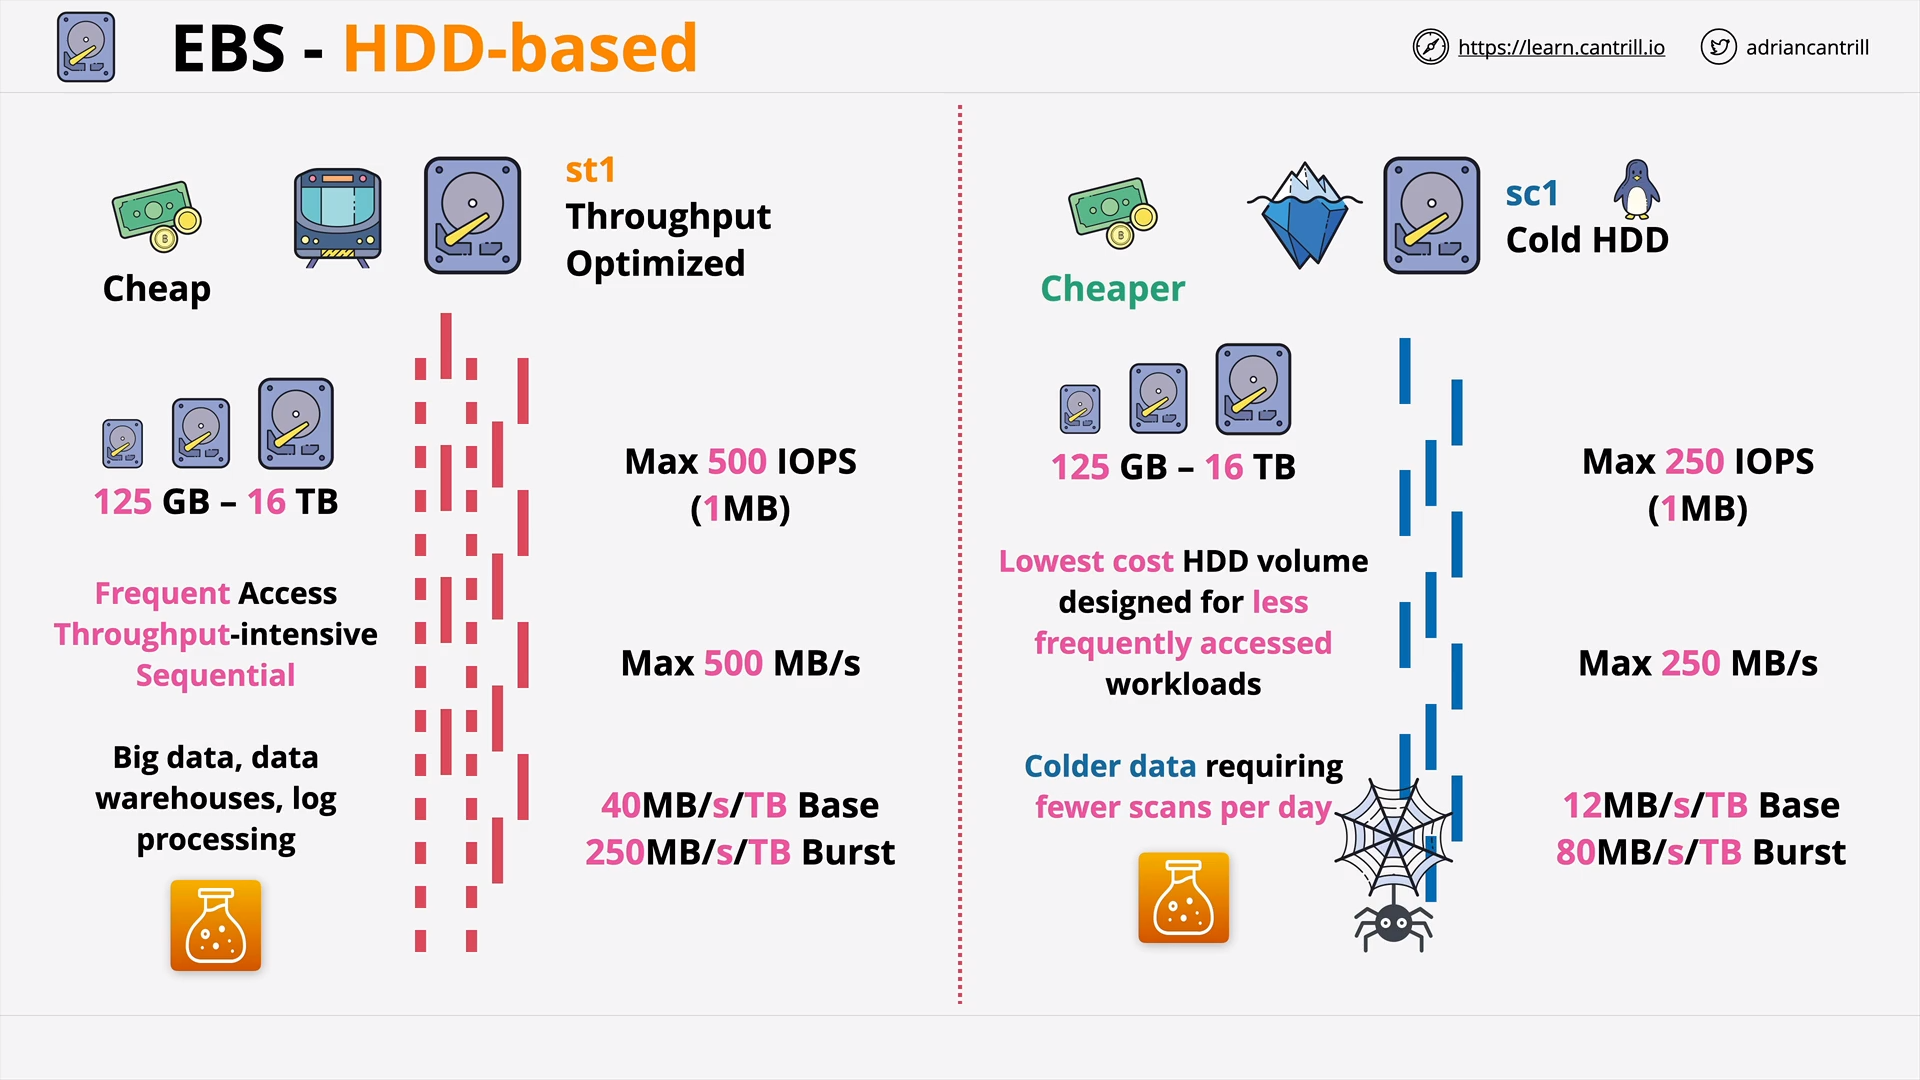 EBS - HDD-based
https://learn.cantrill.io
adriancantrill
st1
Throughput
Optimized
Cheap
125 GB – 16 TB
Frequent Access
Throughput-intensive
Sequential
Big data, data
warehouses, log
processing
Max 500 IOPS
(1MB)
Max 500 MB/s
40MB/s/TB Base
250MB/s/TB Burst
sc1
Cold HDD
Cheaper
125 GB – 16 TB
Lowest cost HDD volume
designed for less
frequently accessed
workloads
Colder data requiring
fewer scans per day
Max 250 IOPS
(1MB)
Max 250 MB/s
12MB/s/TB Base
80MB/s/TB Burst